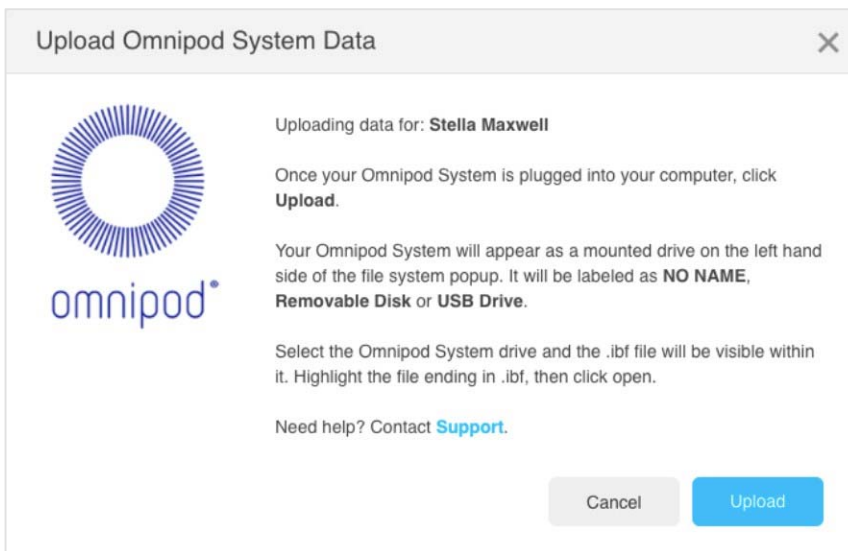 Upload Omnipod System Data
Uploading data for: Stella Maxwell
Once your Omnipod System is plugged into your computer, click
Upload.
Your Omnipod System will appear as a mounted drive on the left hand
side of the file system popup. It will be labeled as NO NAME,
Removable Disk or USB Drive.
Select the Omnipod System drive and the .ibf file will be visible within
it. Highlight the file ending in .ibf, then click open.
Need help? Contact Support.
omnipod®
Cancel
Upload